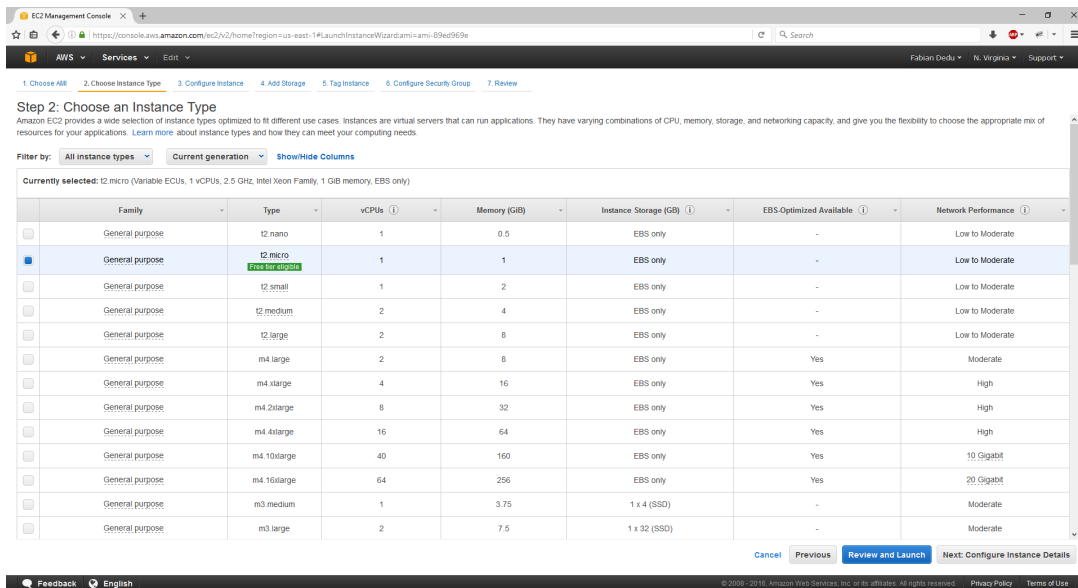 EC2 Management Console
https://console.aws.amazon.com/ec2/v2/home?region=us-east-1#LaunchInstanceWizard:ami=ami-89ed969e
Search
AWS Services Edit Fabian Dedu N. Virginia Support
1. Choose AMI 2. Choose Instance Type 3. Configure Instance 4. Add Storage 5. Tag Instance 6. Configure Security Group 7. Review
Step 2: Choose an Instance Type
Amazon EC2 provides a wide selection of instance types optimized to fit different use cases. Instances are virtual servers that can run applications. They have varying combinations of CPU, memory, storage, and networking capacity, and give you the flexibility to choose the appropriate mix of
resources for your applications. Learn more about instance types and how they can meet your computing needs.
Filter by: All instance types Current generation Show/Hide Columns
Currently selected: t2.micro (Variable ECUs, 1 vCPUs, 2.5 GHz, Intel Xeon Family, 1 GiB memory, EBS only)
Family Type vCPUs Memory (GiB) Instance Storage (GB) EBS-Optimized Available Network Performance
General purpose t2.nano 1 0.5 EBS only - Low to Moderate
General purpose t2.micro 1 1 EBS only - Low to Moderate
Free tier eligible
General purpose t2.small 1 2 EBS only - Low to Moderate
General purpose t2.medium 2 4 EBS only - Low to Moderate
General purpose t2.large 2 8 EBS only - Low to Moderate
General purpose m4.large 2 8 EBS only Yes Moderate
General purpose m4.xlarge 4 16 EBS only Yes High
General purpose m4.2xlarge 8 32 EBS only Yes High
General purpose m4.4xlarge 16 64 EBS only Yes High
General purpose m4.10xlarge 40 160 EBS only Yes 10 Gigabit
General purpose m4.16xlarge 64 256 EBS only Yes 20 Gigabit
General purpose m3.medium 1 3.75 1 x 4 (SSD) - Moderate
General purpose m3.large 2 7.5 1 x 32 (SSD) - Moderate
Cancel Previous Review and Launch Next: Configure Instance Details
Feedback English © 2008 - 2016, Amazon Web Services, Inc. or its affiliates. All rights reserved. Privacy Policy Terms of Use